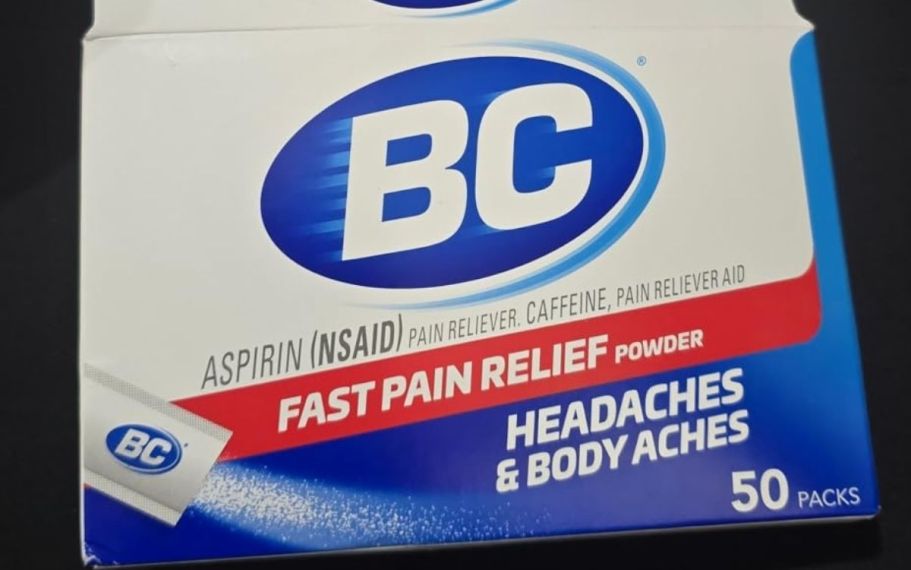 BC®
ASPIRIN (NSAID) PAIN RELIEVER. CAFFEINE, PAIN RELIEVER AID
FAST PAIN RELIEF POWDER
HEADACHES
& BODY ACHES
BC
50 PACKS